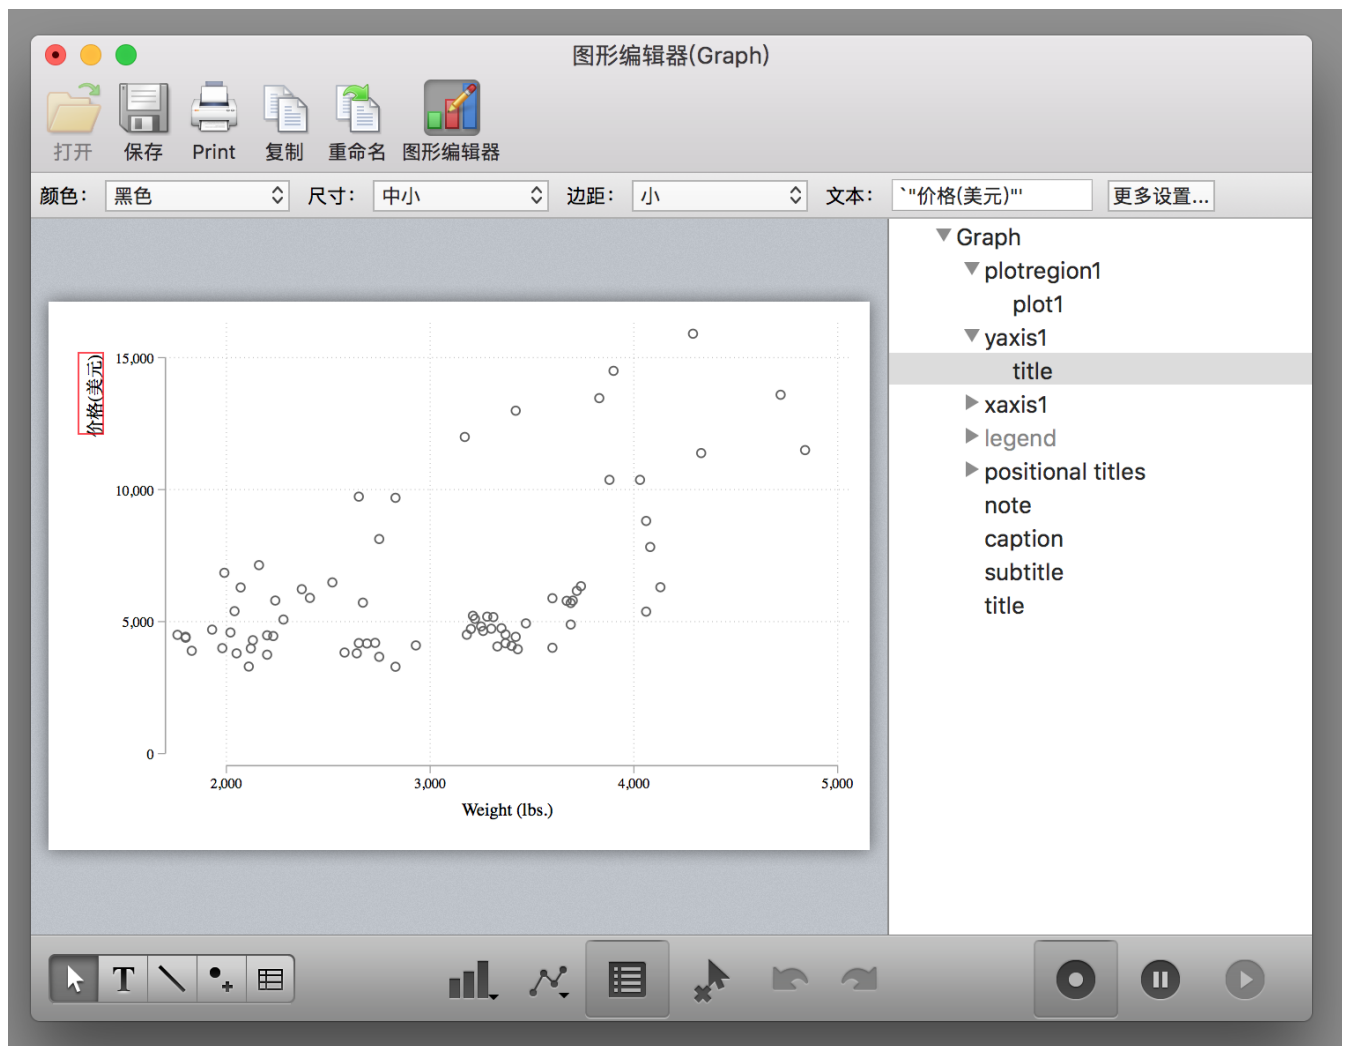 图形编辑器(Graph)
打开 保存 Print 复制 重命名 图形编辑器
颜色： 黑色 尺寸： 中小 边距： 小 文本： `"价格(美元)"' 更多设置...
Graph
plotregion1
plot1
yaxis1
title
xaxis1
legend
positional titles
note
caption
subtitle
title
价格(美元)
15,000
10,000
5,000
0
2,000 3,000 4,000 5,000
Weight (lbs.)
T